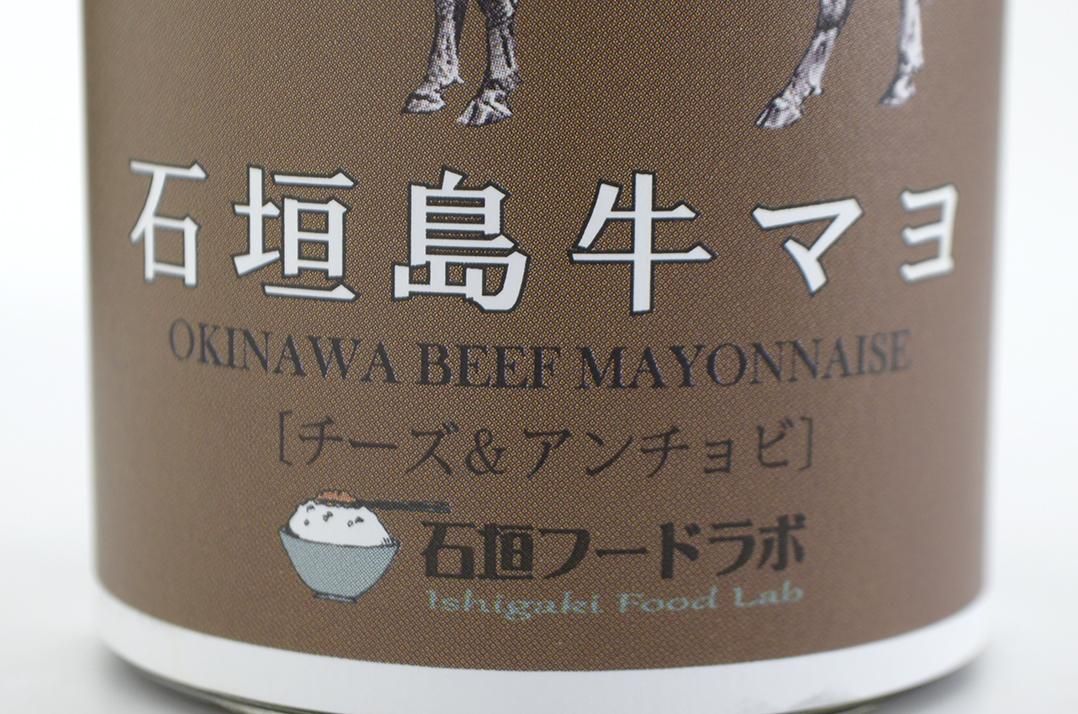 石垣島牛マヨ
OKINAWA BEEF MAYONNAISE
[チーズ&アンチョビ]
石垣フードラボ
Ishigaki Food Lab